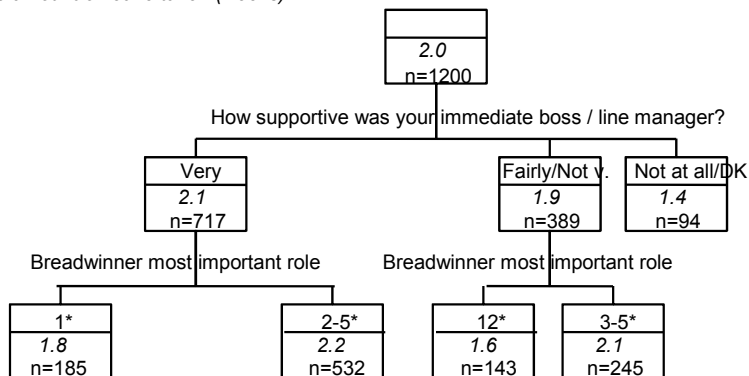 2.0
n=1200
How supportive was your immediate boss / line manager?
Very
2.1
n=717
Fairly/Not v.
1.9
n=389
Not at all/DK
1.4
n=94
Breadwinner most important role
Breadwinner most important role
1*
1.8
n=185
2-5*
2.2
n=532
12*
1.6
n=143
3-5*
2.1
n=245